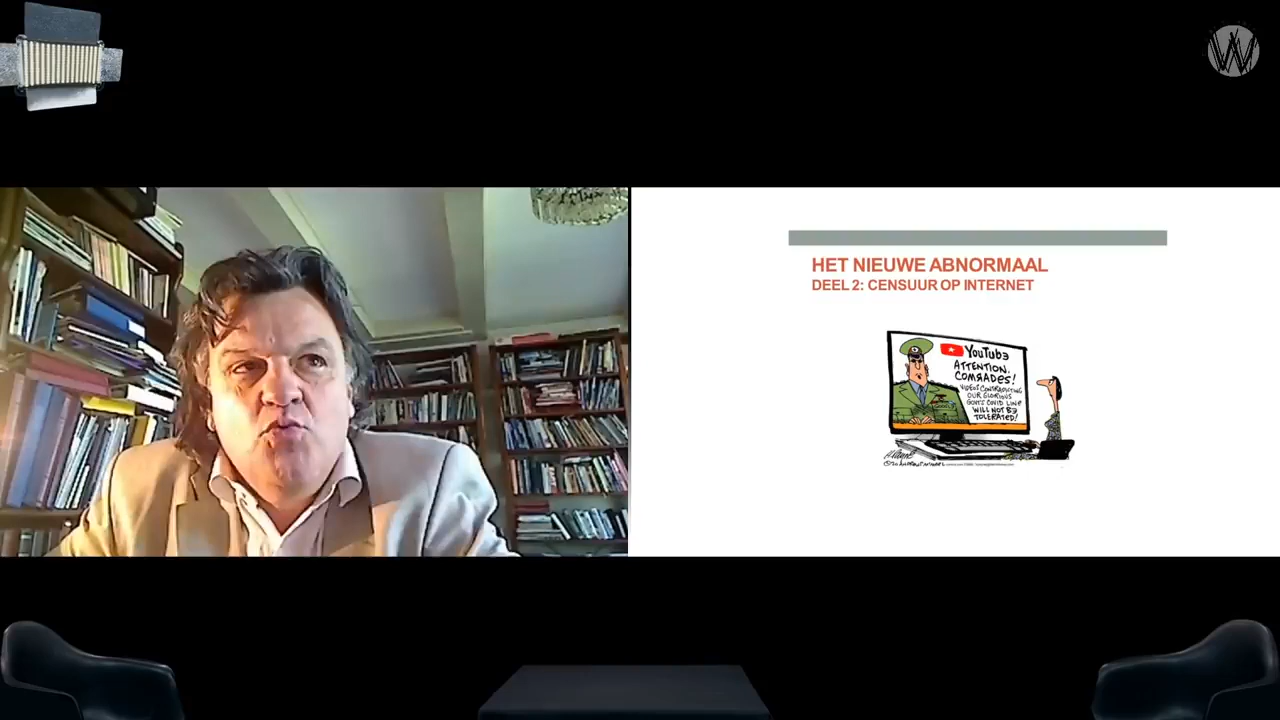 W
HET NIEUWE ABNORMAAL
DEEL 2: CENSUUR OP INTERNET
YouTubE
ATTENTION,
COMRADES!
VIDEOS CONTRADICTING
OUR GLORIOUS
GOVT'S COVID LINE
WILL NOT BE
TOLERATED!